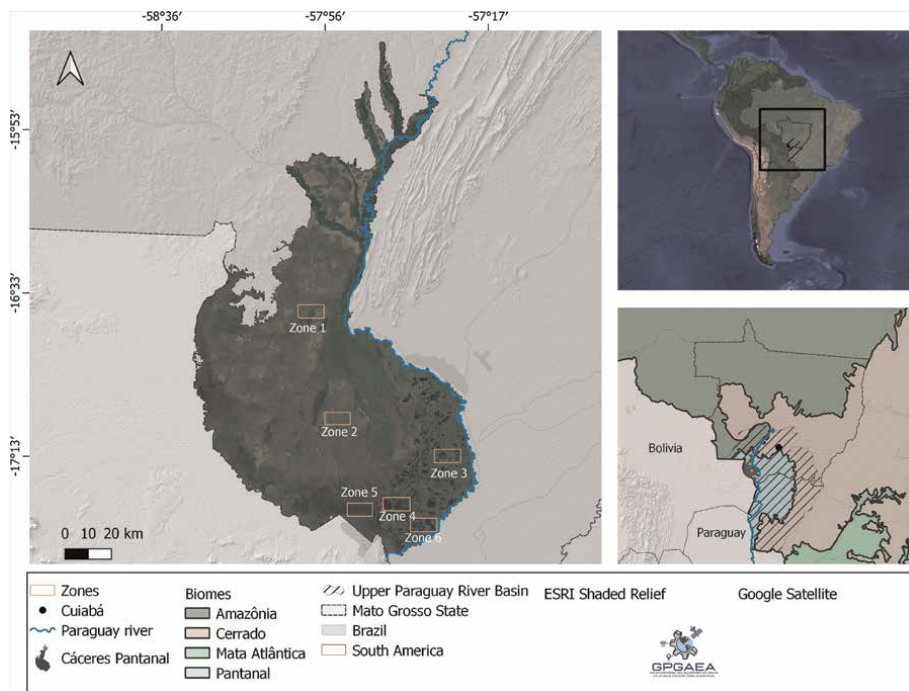 -58°36' -57°56' -57°17'
-15°53'
-16°33'
-17°13'
Zone 1
Zone 2
Zone 3
Zone 5
Zone 4
Zone 6
0 10 20 km
Bolivia
Paraguay
Zones
Cuiabá
Paraguay river
Cáceres Pantanal
Biomes
Amazônia
Cerrado
Mata Atlântica
Pantanal
Upper Paraguay River Basin
Mato Grosso State
Brazil
South America
ESRI Shaded Relief
Google Satellite
GPGAEA